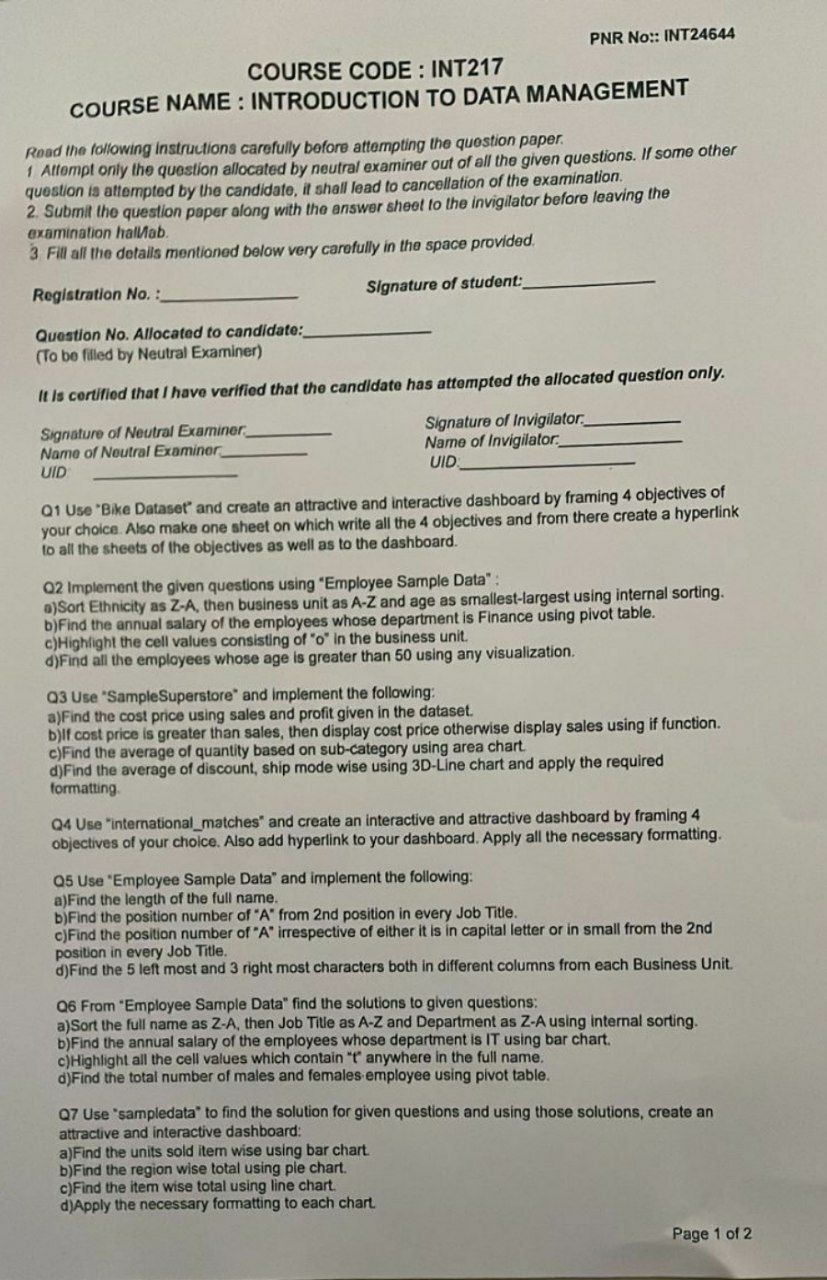 PNR No:: INT24644
COURSE CODE : INT217
COURSE NAME : INTRODUCTION TO DATA MANAGEMENT
Read the following instructions carefully before attempting the question paper.
1. Attempt only the question allocated by neutral examiner out of all the given questions. If some other
question is attempted by the candidate, it shall lead to cancellation of the examination.
2. Submit the question paper along with the answer sheet to the invigilator before leaving the
examination hall/lab.
3. Fill all the details mentioned below very carefully in the space provided.
Registration No. :_______________ Signature of student:_______________
Question No. Allocated to candidate:_______________
(To be filled by Neutral Examiner)
It is certified that I have verified that the candidate has attempted the allocated question only.
Signature of Neutral Examiner:__________ Signature of Invigilator:__________
Name of Neutral Examiner:__________ Name of Invigilator:__________
UID: _______________ UID:_______________
Q1 Use "Bike Dataset" and create an attractive and interactive dashboard by framing 4 objectives of
your choice. Also make one sheet on which write all the 4 objectives and from there create a hyperlink
to all the sheets of the objectives as well as to the dashboard.
Q2 Implement the given questions using "Employee Sample Data" :
a)Sort Ethnicity as Z-A, then business unit as A-Z and age as smallest-largest using internal sorting.
b)Find the annual salary of the employees whose department is Finance using pivot table.
c)Highlight the cell values consisting of "o" in the business unit.
d)Find all the employees whose age is greater than 50 using any visualization.
Q3 Use "SampleSuperstore" and implement the following:
a)Find the cost price using sales and profit given in the dataset.
b)If cost price is greater than sales, then display cost price otherwise display sales using if function.
c)Find the average of quantity based on sub-category using area chart.
d)Find the average of discount, ship mode wise using 3D-Line chart and apply the required
formatting.
Q4 Use "international_matches" and create an interactive and attractive dashboard by framing 4
objectives of your choice. Also add hyperlink to your dashboard. Apply all the necessary formatting.
Q5 Use "Employee Sample Data" and implement the following:
a)Find the length of the full name.
b)Find the position number of "A" from 2nd position in every Job Title.
c)Find the position number of "A" irrespective of either it is in capital letter or in small from the 2nd
position in every Job Title.
d)Find the 5 left most and 3 right most characters both in different columns from each Business Unit.
Q6 From "Employee Sample Data" find the solutions to given questions:
a)Sort the full name as Z-A, then Job Title as A-Z and Department as Z-A using internal sorting.
b)Find the annual salary of the employees whose department is IT using bar chart.
c)Highlight all the cell values which contain "t" anywhere in the full name.
d)Find the total number of males and females employee using pivot table.
Q7 Use "sampledata" to find the solution for given questions and using those solutions, create an
attractive and interactive dashboard:
a)Find the units sold item wise using bar chart.
b)Find the region wise total using pie chart.
c)Find the item wise total using line chart.
d)Apply the necessary formatting to each chart.
Page 1 of 2